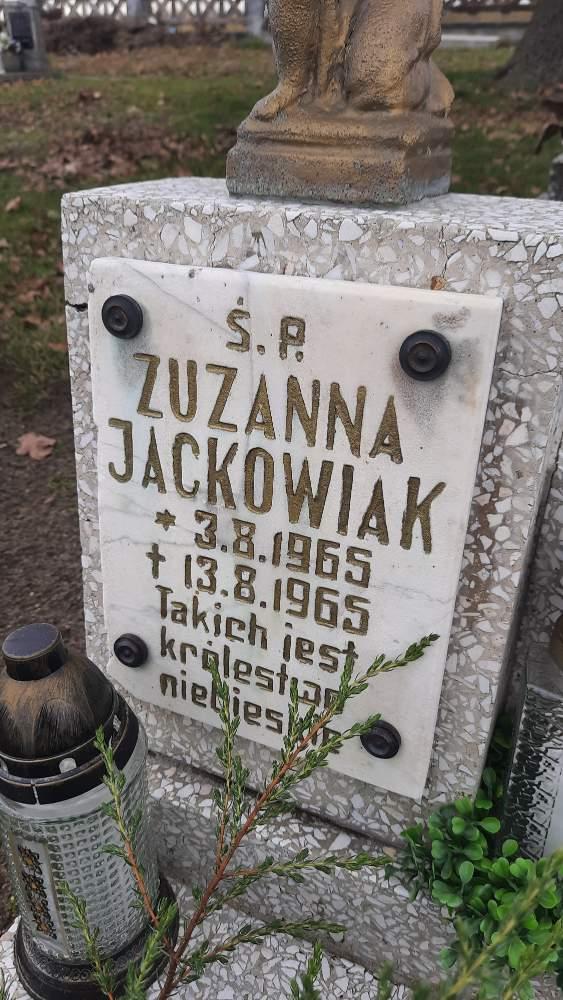 Ś. P.
ZUZANNA
JACKOWIAK
* 3.8.1965
+ 13.8.1965
Takich jest
królestwo
niebieskie